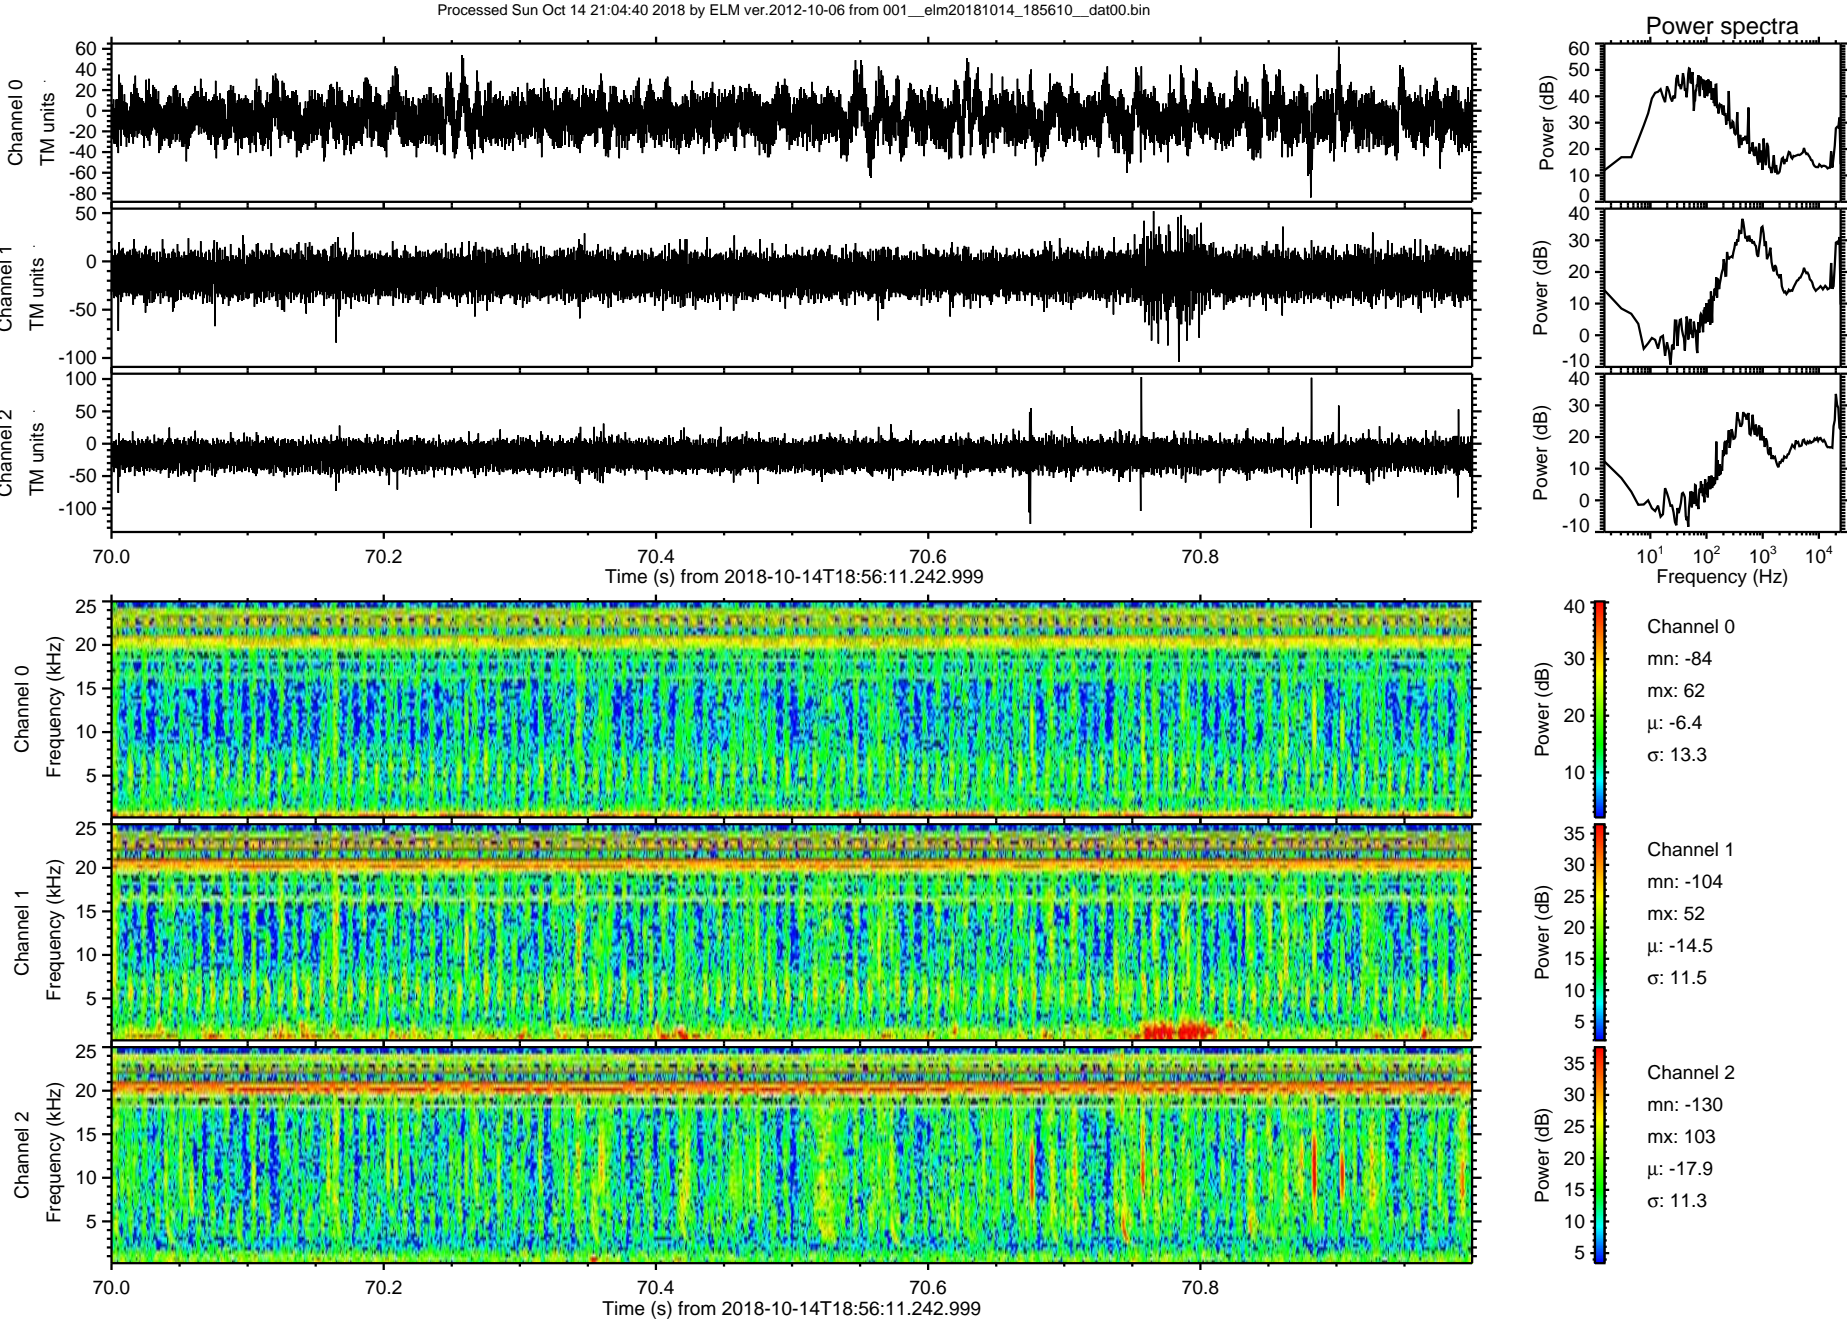 Processed Sun Oct 14 21:04:40 2018 by ELM ver.2012-10-06 from 001__elm20181014_185610__dat00.bin
Power spectra
Channel 0
TM units
60
40
20
0
-20
-40
-60
-80
Power (dB)
60
50
40
30
20
10
0
Channel 1
TM units
50
0
-50
-100
Power (dB)
40
30
20
10
0
-10
Channel 2
TM units
100
50
0
-50
-100
Power (dB)
40
30
20
10
0
-10
70.0 70.2 70.4 70.6 70.8
Time (s) from 2018-10-14T18:56:11.242.999
10¹ 10² 10³ 10⁴
Frequency (Hz)
Channel 0
Frequency (kHz)
25
20
15
10
5
Power (dB)
40
30
20
10
Channel 0
mn: -84
mx: 62
μ: -6.4
σ: 13.3
Channel 1
Frequency (kHz)
25
20
15
10
5
Power (dB)
35
30
25
20
15
10
5
Channel 1
mn: -104
mx: 52
μ: -14.5
σ: 11.5
Channel 2
Frequency (kHz)
25
20
15
10
5
Power (dB)
35
30
25
20
15
10
5
Channel 2
mn: -130
mx: 103
μ: -17.9
σ: 11.3
70.0 70.2 70.4 70.6 70.8
Time (s) from 2018-10-14T18:56:11.242.999